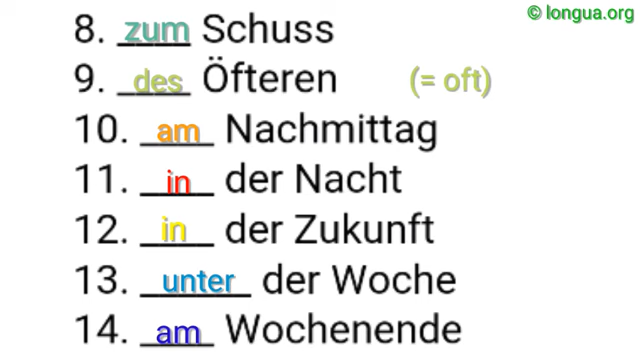 © longua.org
8. zum Schuss
9. des Öfteren (= oft)
10. am Nachmittag
11. in der Nacht
12. in der Zukunft
13. unter der Woche
14. am Wochenende